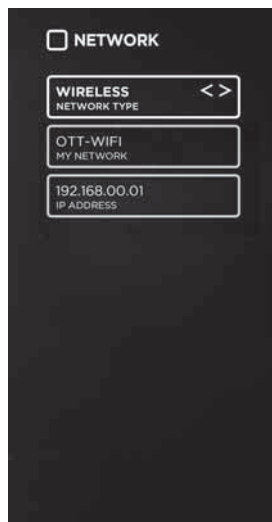 NETWORK
WIRELESS < >
NETWORK TYPE
OTT-WIFI
MY NETWORK
192.168.00.01
IP ADDRESS